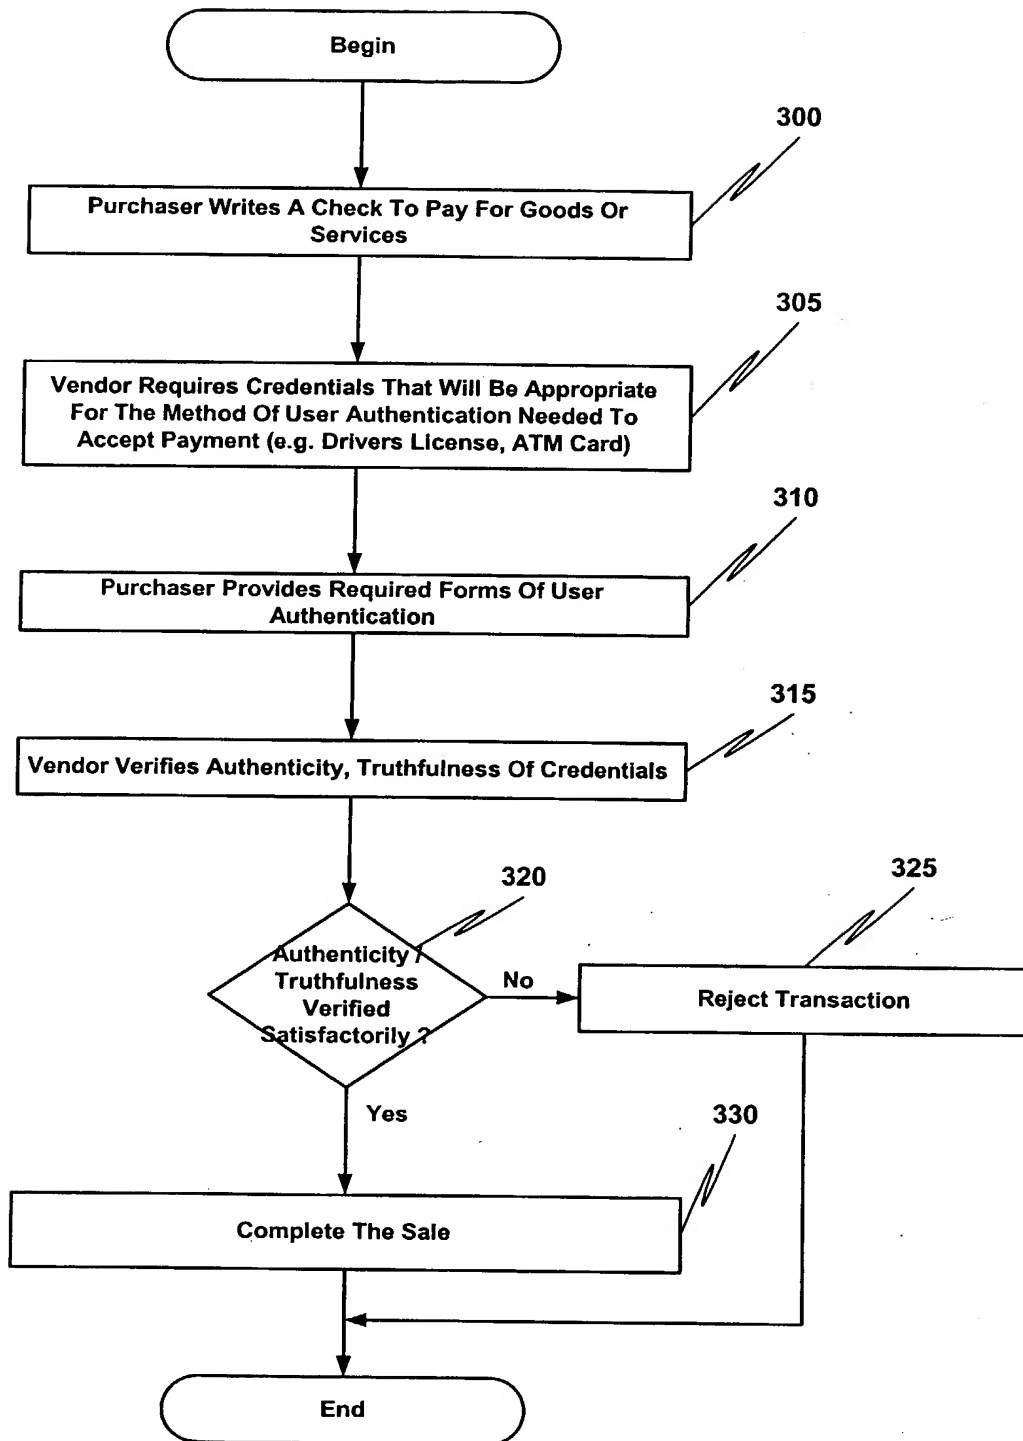 Begin
300
Purchaser Writes A Check To Pay For Goods Or
Services
305
Vendor Requires Credentials That Will Be Appropriate
For The Method Of User Authentication Needed To
Accept Payment (e.g. Drivers License, ATM Card)
310
Purchaser Provides Required Forms Of User
Authentication
315
Vendor Verifies Authenticity, Truthfulness Of Credentials
320
325
Authenticity /
Truthfulness
Verified
Satisfactorily ?
No
Reject Transaction
Yes
330
Complete The Sale
End